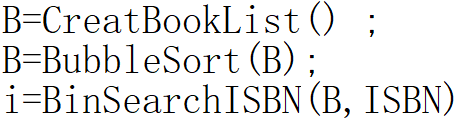 B=CreatBookList() ;
B=BubbleSort(B);
i=BinSearchISBN(B,ISBN)